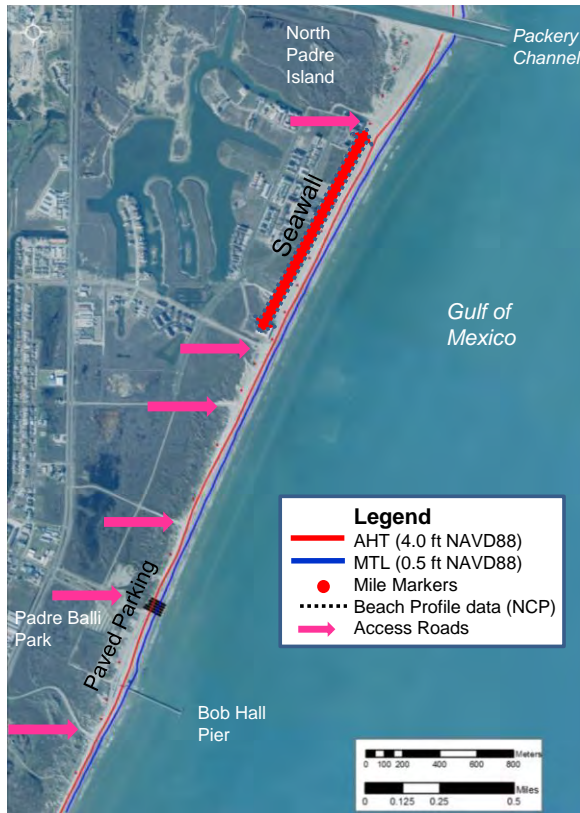 North
Padre
Island
Packery
Channel
Seawall
Gulf of
Mexico
Legend
AHT (4.0 ft NAVD88)
MTL (0.5 ft NAVD88)
Mile Markers
Beach Profile data (NCP)
Access Roads
Padre Balli
Park
Paved Parking
Bob Hall
Pier
Meters
0 100 200 400 600 800
Miles
0 0.125 0.25 0.5